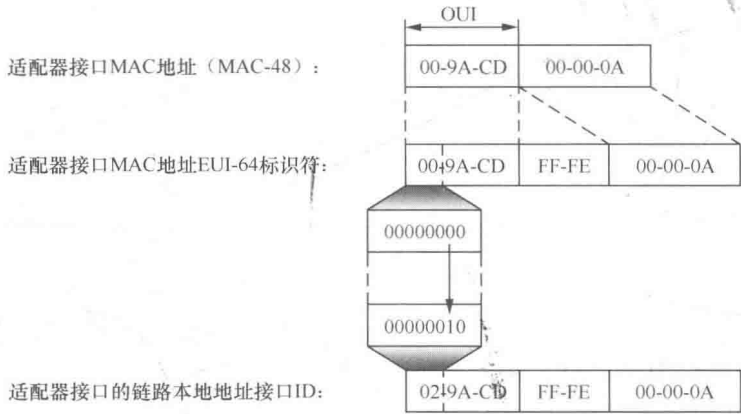 OUI
适配器接口MAC地址（MAC-48）： 00-9A-CD 00-00-0A
适配器接口MAC地址EUI-64标识符： 00-9A-CD FF-FE 00-00-0A
00000000
00000010
适配器接口的链路本地地址接口ID： 02-9A-CD FF-FE 00-00-0A